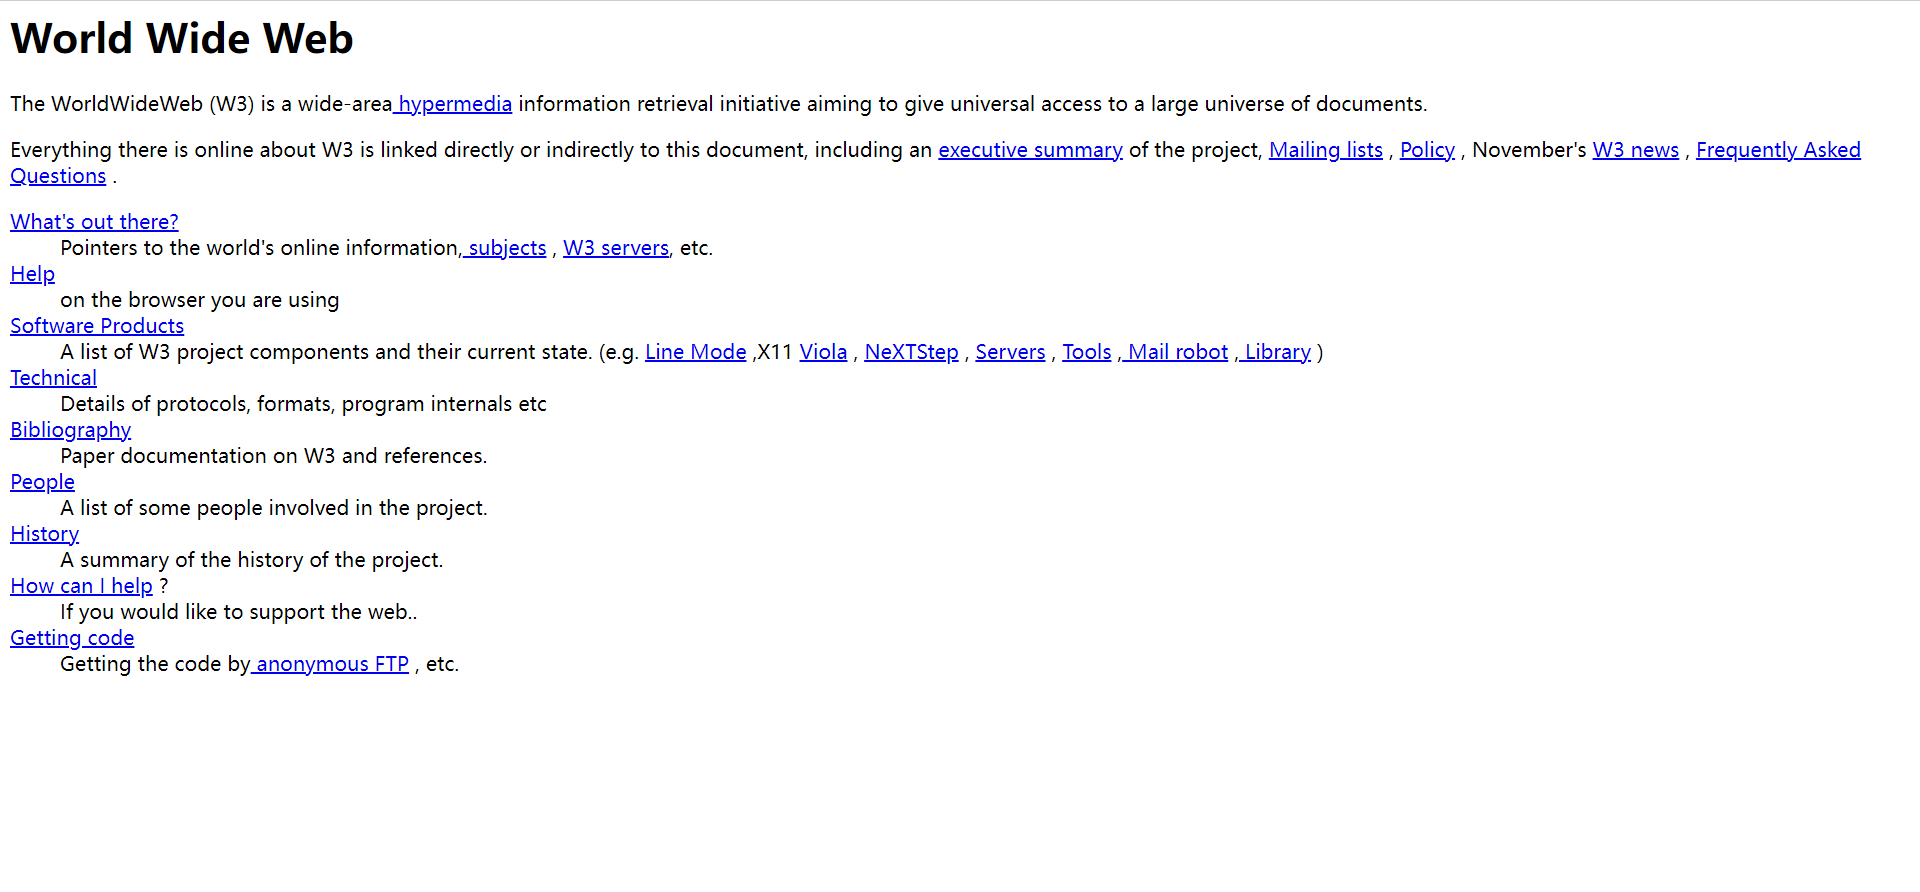 World Wide Web
The WorldWideWeb (W3) is a wide-area hypermedia information retrieval initiative aiming to give universal access to a large universe of documents.
Everything there is online about W3 is linked directly or indirectly to this document, including an executive summary of the project, Mailing lists , Policy , November's W3 news , Frequently Asked
Questions .
What's out there?
Pointers to the world's online information, subjects , W3 servers, etc.
Help
on the browser you are using
Software Products
A list of W3 project components and their current state. (e.g. Line Mode ,X11 Viola , NeXTStep , Servers , Tools , Mail robot , Library )
Technical
Details of protocols, formats, program internals etc
Bibliography
Paper documentation on W3 and references.
People
A list of some people involved in the project.
History
A summary of the history of the project.
How can I help ?
If you would like to support the web..
Getting code
Getting the code by anonymous FTP , etc.